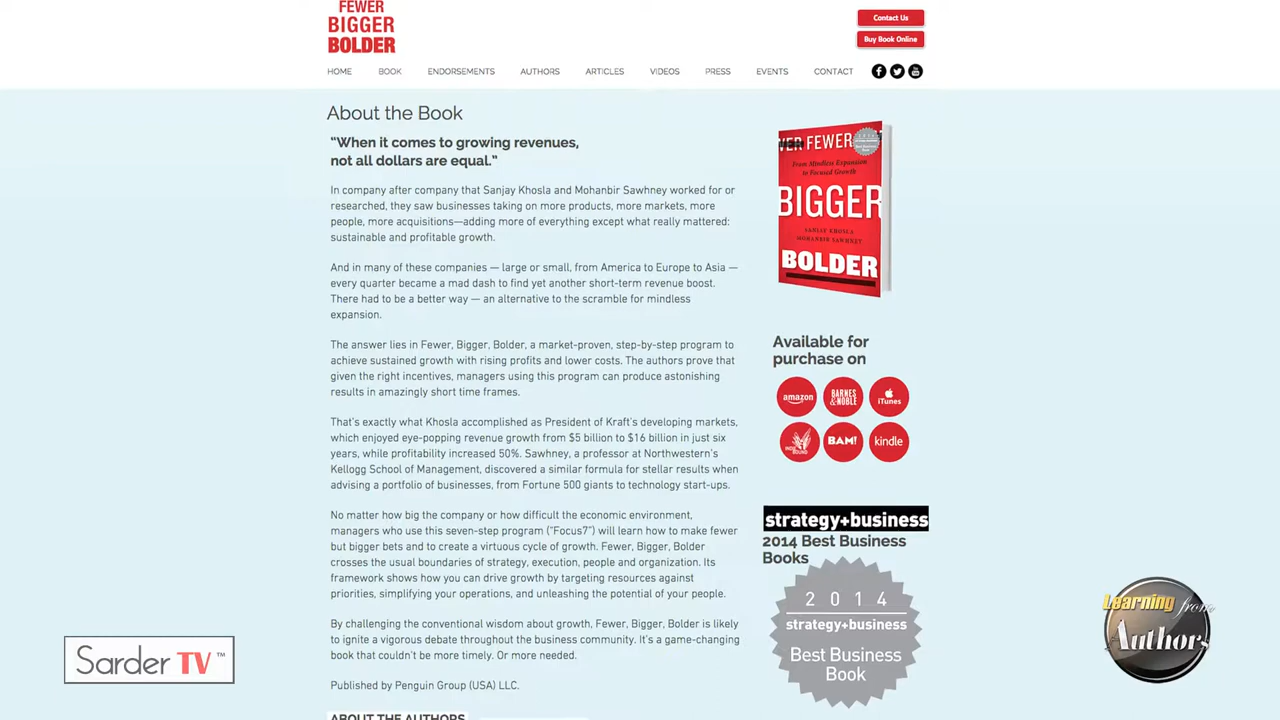 FEWER
BIGGER
BOLDER
Contact Us
Buy Book Online
HOME BOOK ENDORSEMENTS AUTHORS ARTICLES VIDEOS PRESS EVENTS CONTACT
About the Book
“When it comes to growing revenues,
not all dollars are equal.”
In company after company that Sanjay Khosla and Mohanbir Sawhney worked for or
researched, they saw businesses taking on more products, more markets, more
people, more acquisitions—adding more of everything except what really mattered:
sustainable and profitable growth.
And in many of these companies — large or small, from America to Europe to Asia —
every quarter became a mad dash to find yet another short-term revenue boost.
There had to be a better way — an alternative to the scramble for mindless
expansion.
The answer lies in Fewer, Bigger, Bolder, a market-proven, step-by-step program to
achieve sustained growth with rising profits and lower costs. The authors prove that
given the right incentives, managers using this program can produce astonishing
results in amazingly short time frames.
That's exactly what Khosla accomplished as President of Kraft's developing markets,
which enjoyed eye-popping revenue growth from $5 billion to $16 billion in just six
years, while profitability increased 50%. Sawhney, a professor at Northwestern's
Kellogg School of Management, discovered a similar formula for stellar results when
advising a portfolio of businesses, from Fortune 500 giants to technology start-ups.
No matter how big the company or how difficult the economic environment,
managers who use this seven-step program ("Focus7") will learn how to make fewer
but bigger bets and to create a virtuous cycle of growth. Fewer, Bigger, Bolder
crosses the usual boundaries of strategy, execution, people and organization. Its
framework shows how you can drive growth by targeting resources against
priorities, simplifying your operations, and unleashing the potential of your people.
By challenging the conventional wisdom about growth, Fewer, Bigger, Bolder is likely
to ignite a vigorous debate throughout the business community. It's a game-changing
book that couldn't be more timely. Or more needed.
Published by Penguin Group (USA) LLC.
ABOUT THE AUTHORS
FEWER
From Mindless Expansion
to Focused Growth
BIGGER
SANJAY KHOSLA
MOHANBIR SAWHNEY
BOLDER
Available for
purchase on
amazon
BARNES
&NOBLE
iTunes
INDIE
BOUND
BAM!
kindle
strategy+business
2014 Best Business
Books
2014
strategy+business
Best Business
Book
Sarder TV™
Learning from
Authors